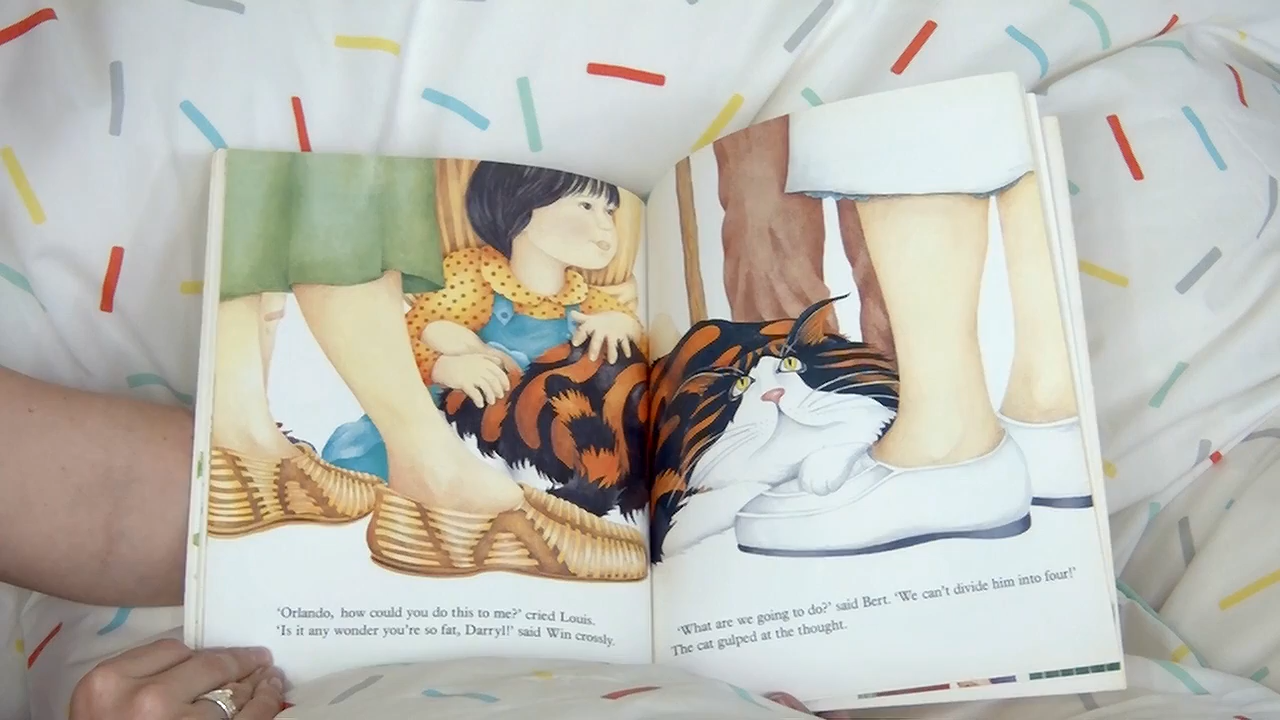 ‘Orlando, how could you do this to me?’ cried Louis.
‘Is it any wonder you’re so fat, Darryl!’ said Win crossly.
‘What are we going to do?’ said Bert. ‘We can’t divide him into four!’
The cat gulped at the thought.